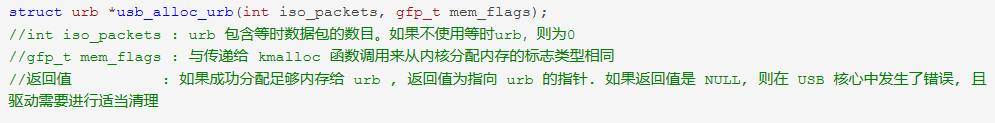 struct urb *usb_alloc_urb(int iso_packets, gfp_t mem_flags);
//int iso_packets : urb 包含等时数据包的数目。如果不使用等时urb，则为0
//gfp_t mem_flags : 与传递给 kmalloc 函数调用来从内核分配内存的标志类型相同
//返回值          : 如果成功分配足够内存给 urb , 返回值为指向 urb 的指针. 如果返回值是 NULL, 则在 USB 核心中发生了错误, 且
驱动需要进行适当清理